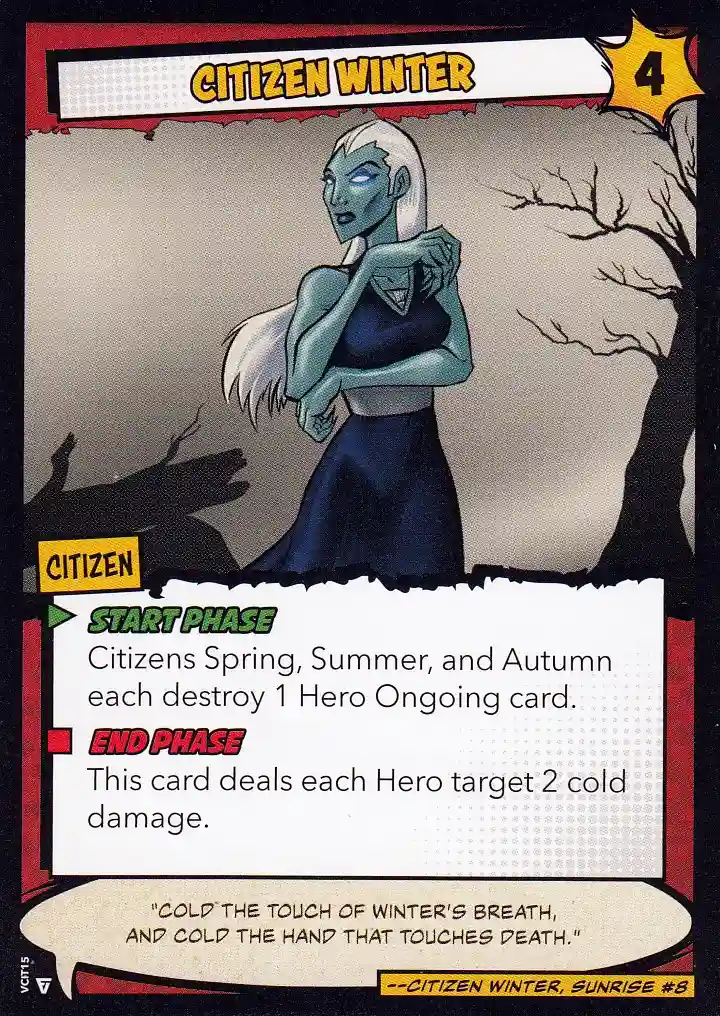 CITIZEN WINTER
4
CITIZEN
START PHASE
Citizens Spring, Summer, and Autumn
each destroy 1 Hero Ongoing card.
END PHASE
This card deals each Hero target 2 cold
damage.
"COLD THE TOUCH OF WINTER'S BREATH,
AND COLD THE HAND THAT TOUCHES DEATH."
--CITIZEN WINTER, SUNRISE #8
VCIT15